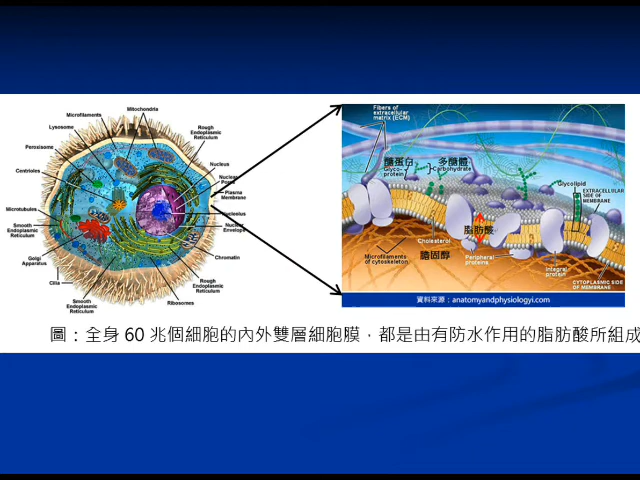 Mitochondria
Microfilaments
Lysosome
Rough
Endoplasmic
Reticulum
Peroxisome
Nucleus
Centrioles
Nuclear
Pores
Plasma
Membrane
Microtubules
Nucleolus
Smooth
Endoplasmic
Reticulum
Nuclear
Envelope
Golgi
Apparatus
Chromatin
Cilia
Rough
Endoplasmic
Reticulum
Smooth
Endoplasmic
Reticulum
Ribosomes
Fibers of
extracellular
matrix (ECM)
醣蛋白
Glyco-
protein
多醣體
Carbohydrate
Glycolipid
EXTRACELLULAR
SIDE OF
MEMBRANE
脂肪酸
Cholesterol
膽固醇
Microfilaments
of cytoskeleton
Peripheral
proteins
Integral
protein
CYTOPLASMIC SIDE
OF MEMBRANE
資料來源：anatomyandphysiologyi.com
圖：全身 60 兆個細胞的內外雙層細胞膜，都是由有防水作用的脂肪酸所組成